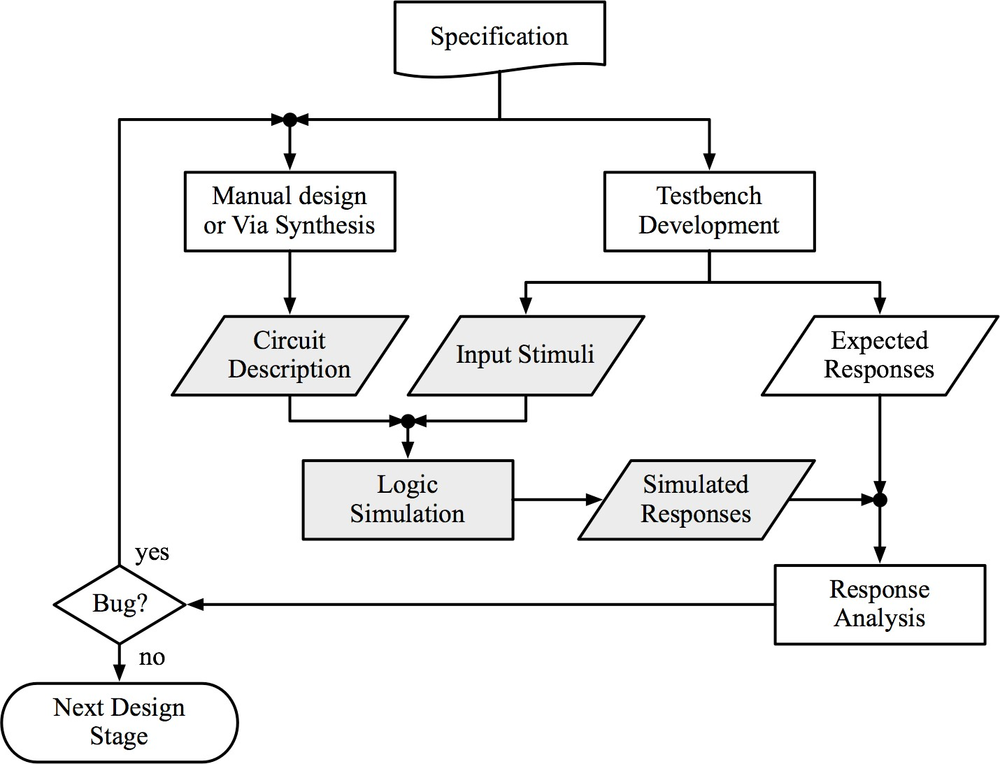 Specification
Manual design
or Via Synthesis
Testbench
Development
Circuit
Description
Input Stimuli
Expected
Responses
Logic
Simulation
Simulated
Responses
yes
Bug?
Response
Analysis
no
Next Design
Stage